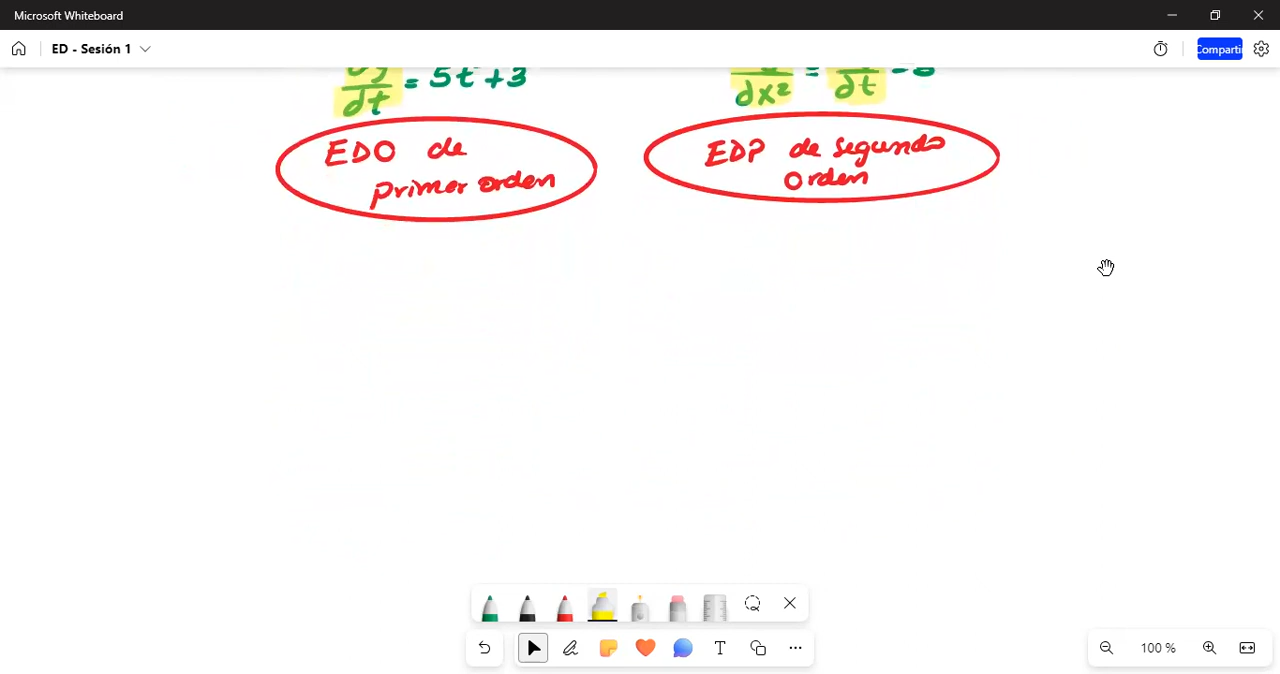 Microsoft Whiteboard
ED - Sesión 1
Comparti
dt = 5t +3
dx² = dt
EDO de
primer orden
EDP de segundo
orden
T
100 %